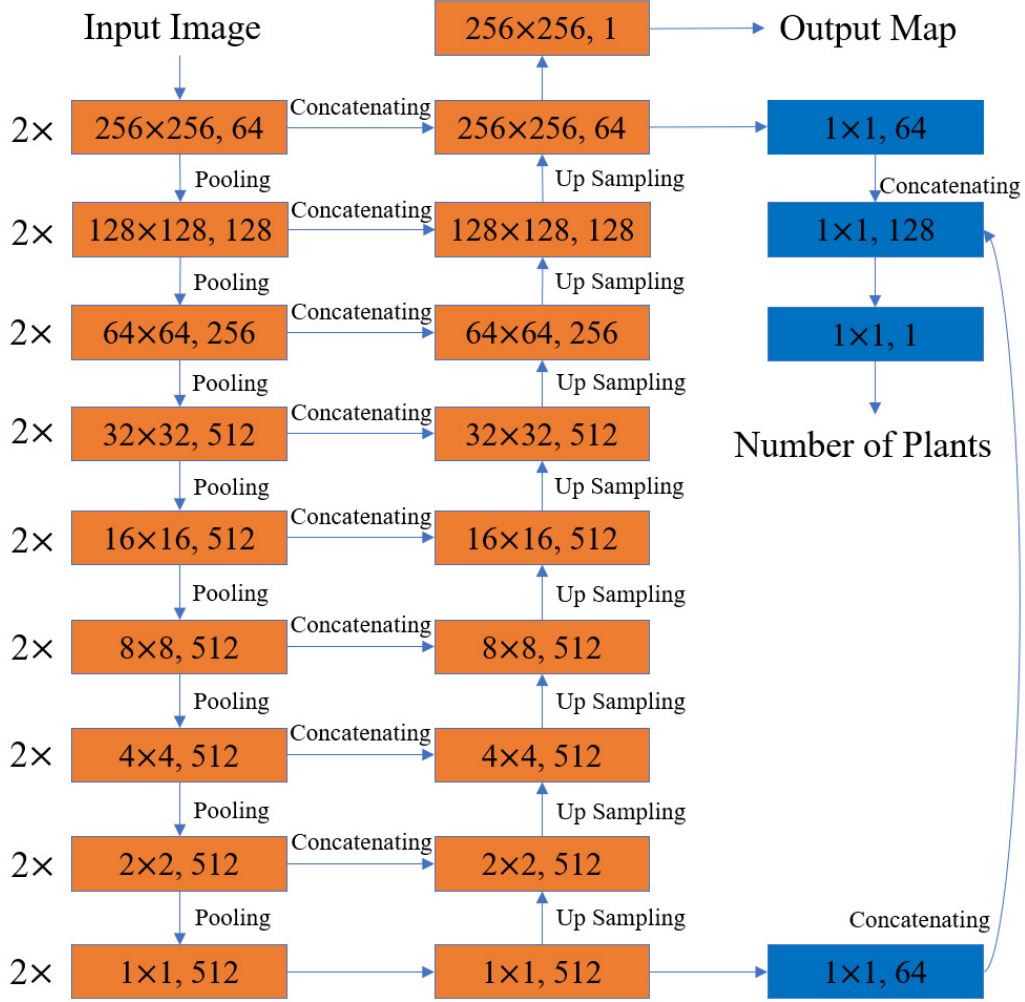 Input Image
256×256, 1
Output Map
2×
256×256, 64
Concatenating
256×256, 64
1×1, 64
Pooling
Up Sampling
Concatenating
2×
128×128, 128
Concatenating
128×128, 128
1×1, 128
Pooling
Up Sampling
2×
64×64, 256
Concatenating
64×64, 256
1×1, 1
Pooling
Up Sampling
2×
32×32, 512
Concatenating
32×32, 512
Number of Plants
Pooling
Up Sampling
2×
16×16, 512
Concatenating
16×16, 512
Pooling
Up Sampling
2×
8×8, 512
Concatenating
8×8, 512
Pooling
Up Sampling
2×
4×4, 512
Concatenating
4×4, 512
Pooling
Up Sampling
2×
2×2, 512
Concatenating
2×2, 512
Pooling
Up Sampling
Concatenating
2×
1×1, 512
1×1, 512
1×1, 64